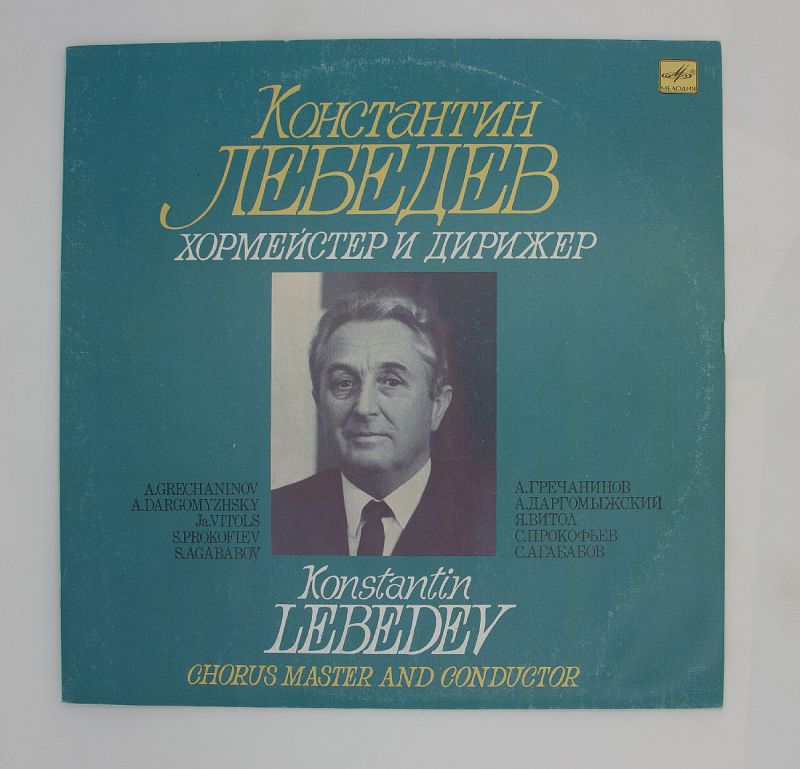 МЕЛОДИЯ
Константин
ЛЕБЕДЕВ
ХОРМЕЙСТЕР И ДИРИЖЕР
A.GRECHANINOV
A.DARGOMYZHSKY
Ja.VITOLS
S.PROKOFIEV
S.AGABABOV
А.ГРЕЧАНИНОВ
А.ДАРГОМЫЖСКИЙ
Я.ВИТОЛ
С.ПРОКОФЬЕВ
С.АГАБАБОВ
Konstantin
LEBEDEV
CHORUS MASTER AND CONDUCTOR